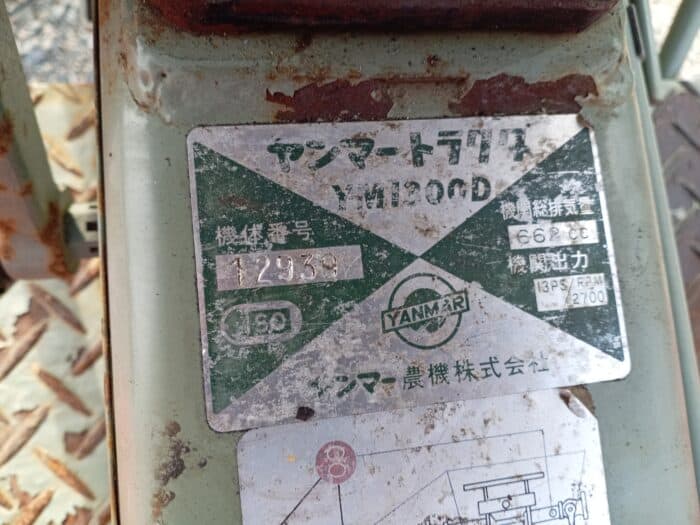 ヤンマートラクタ
YM1300D
機体番号
12939
機関総排気量
662cc
機関出力
13PS/RPM
2700
YANMAR
ヤンマー農機株式会社